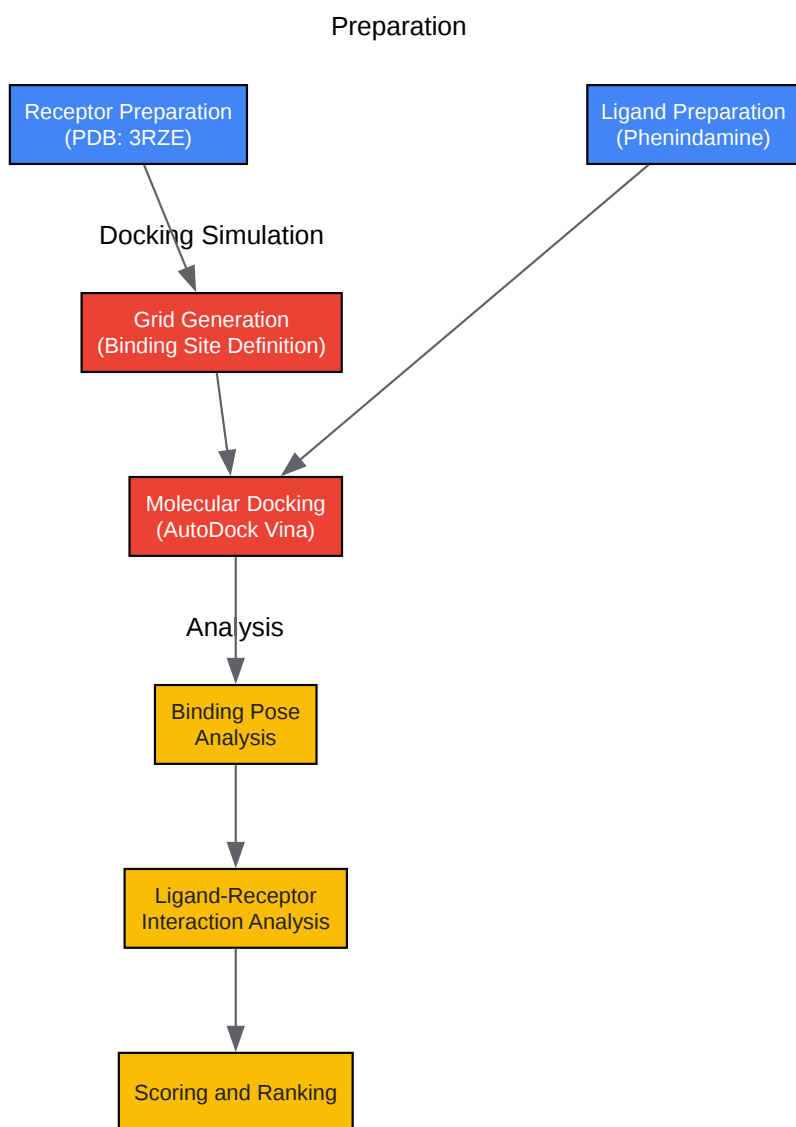 Preparation
Receptor Preparation
(PDB: 3RZE)
Ligand Preparation
(Phenindamine)
Docking Simulation
Grid Generation
(Binding Site Definition)
Molecular Docking
(AutoDock Vina)
Analysis
Binding Pose
Analysis
Ligand-Receptor
Interaction Analysis
Scoring and Ranking